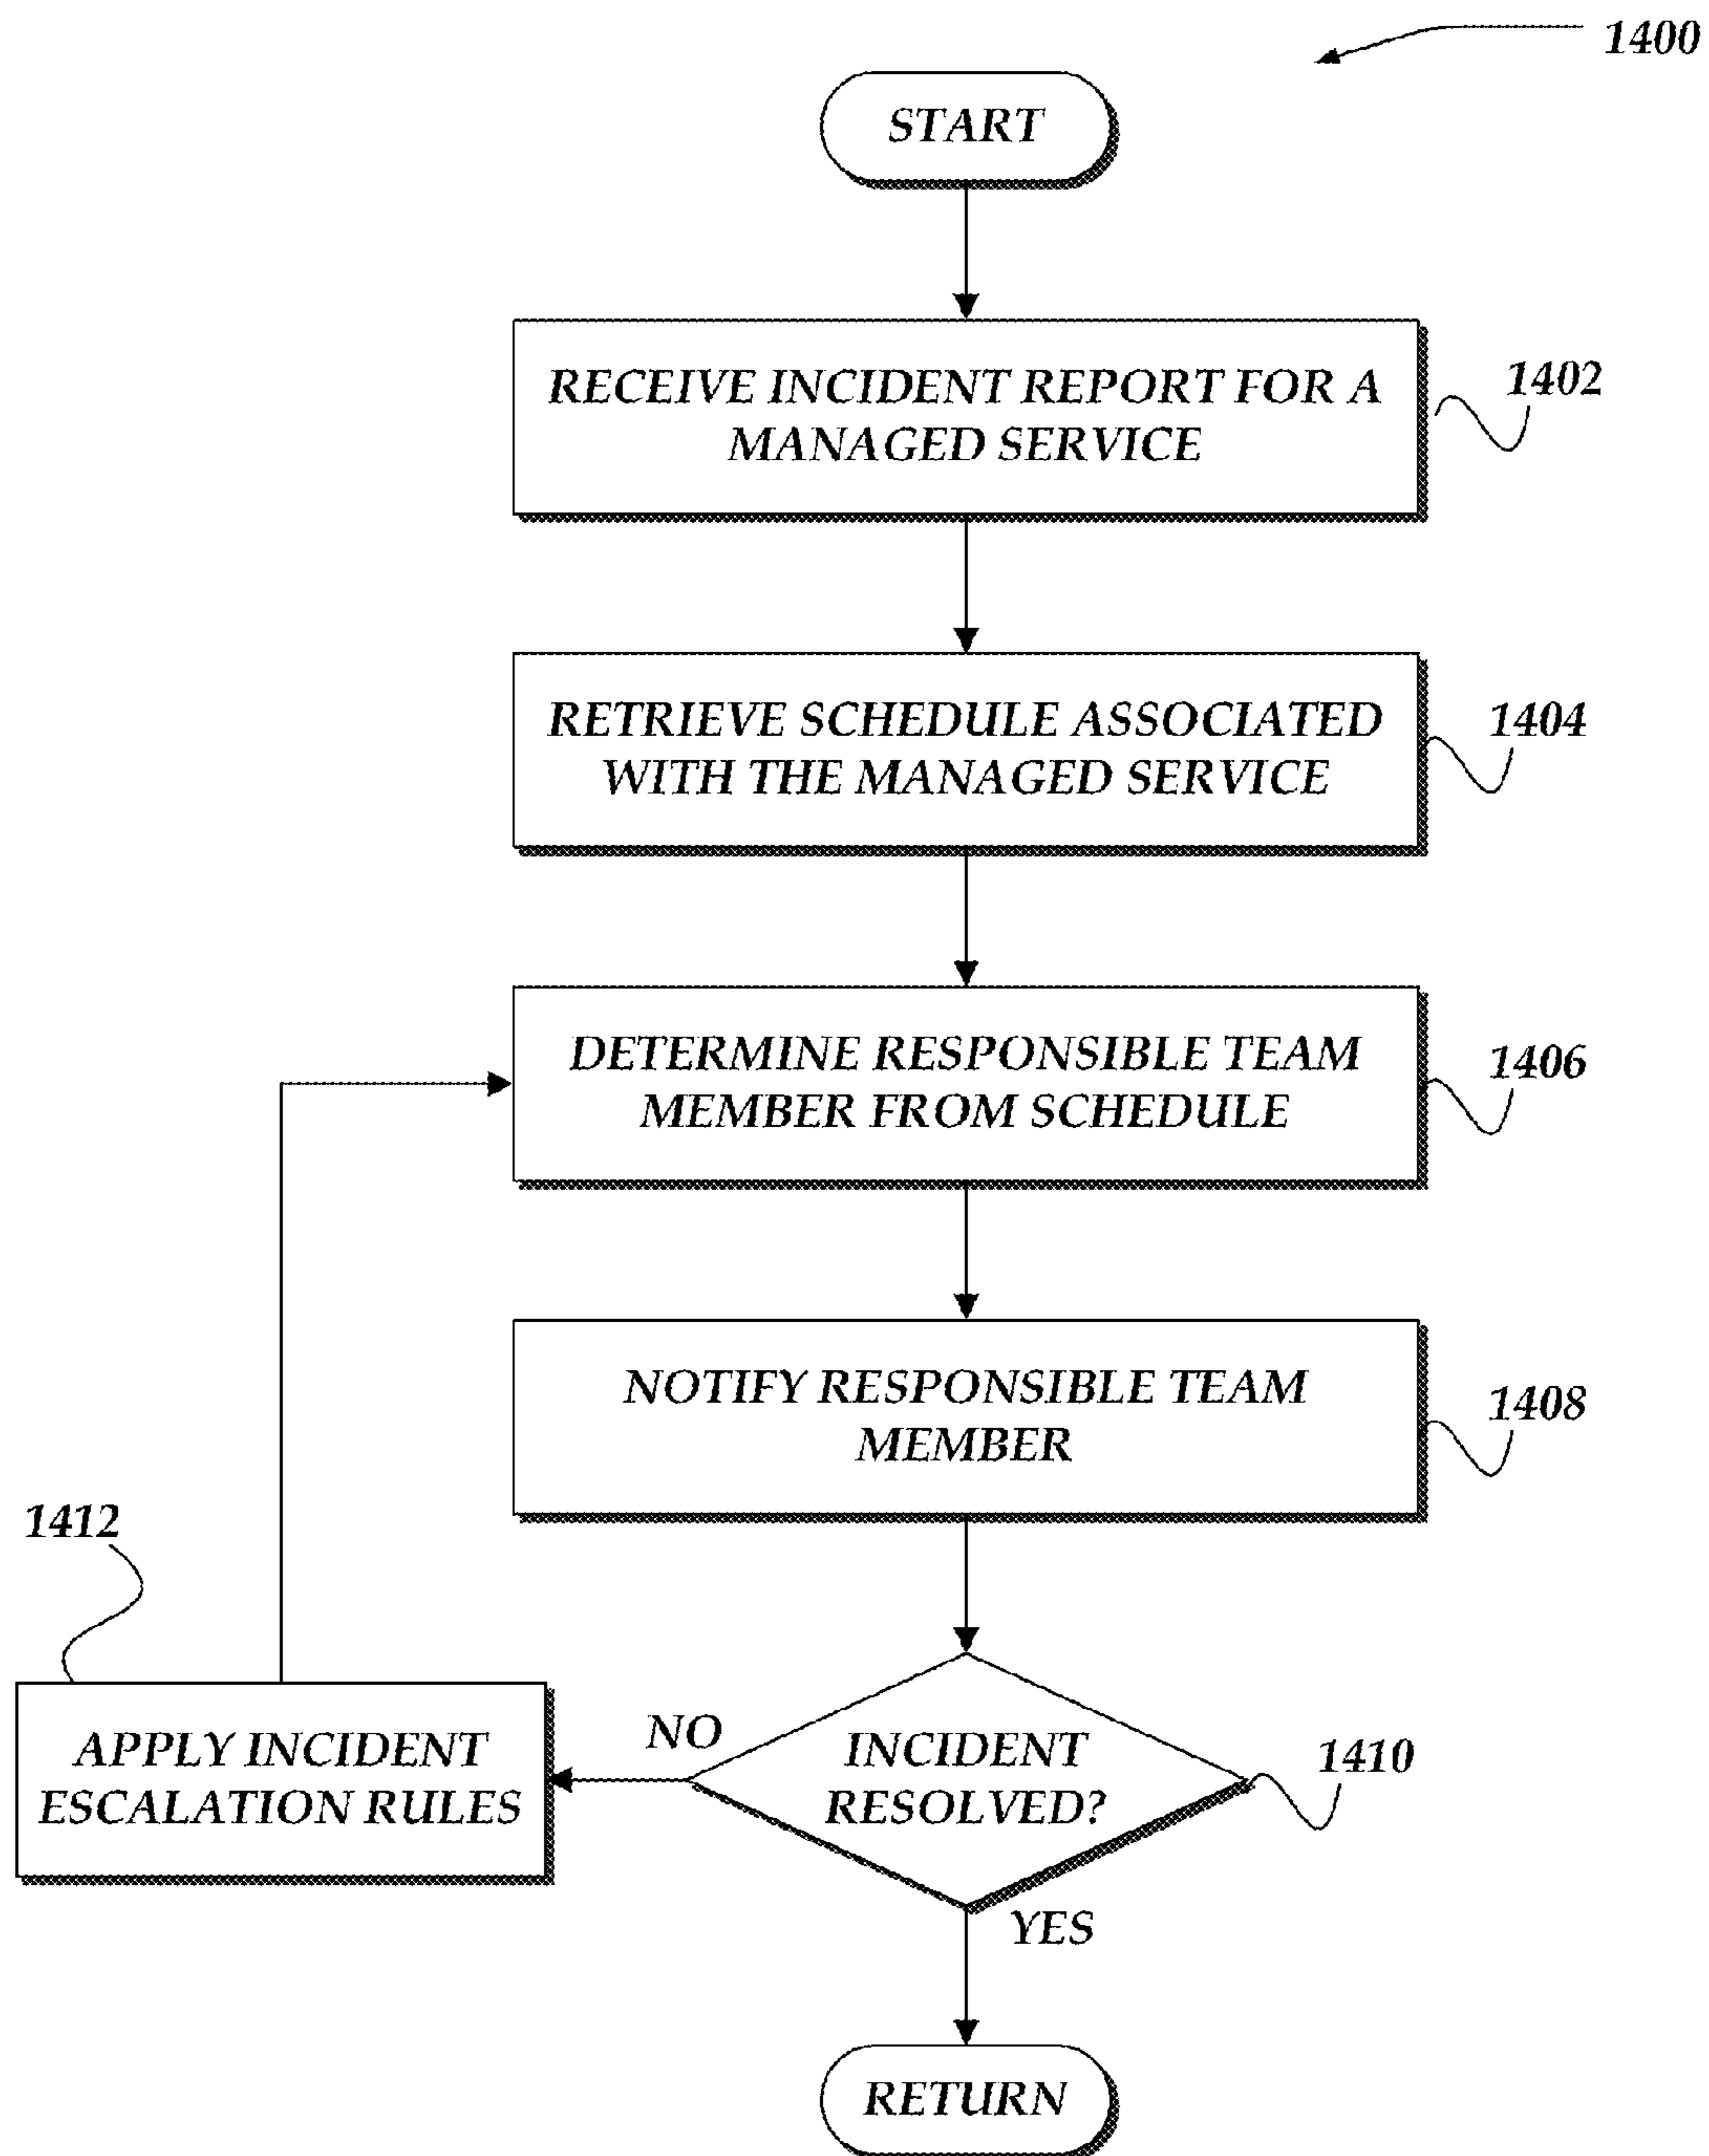 1400
START
RECEIVE INCIDENT REPORT FOR A
MANAGED SERVICE
1402
RETRIEVE SCHEDULE ASSOCIATED
WITH THE MANAGED SERVICE
1404
DETERMINE RESPONSIBLE TEAM
MEMBER FROM SCHEDULE
1406
NOTIFY RESPONSIBLE TEAM
MEMBER
1408
1412
APPLY INCIDENT
ESCALATION RULES
NO
INCIDENT
RESOLVED?
1410
YES
RETURN